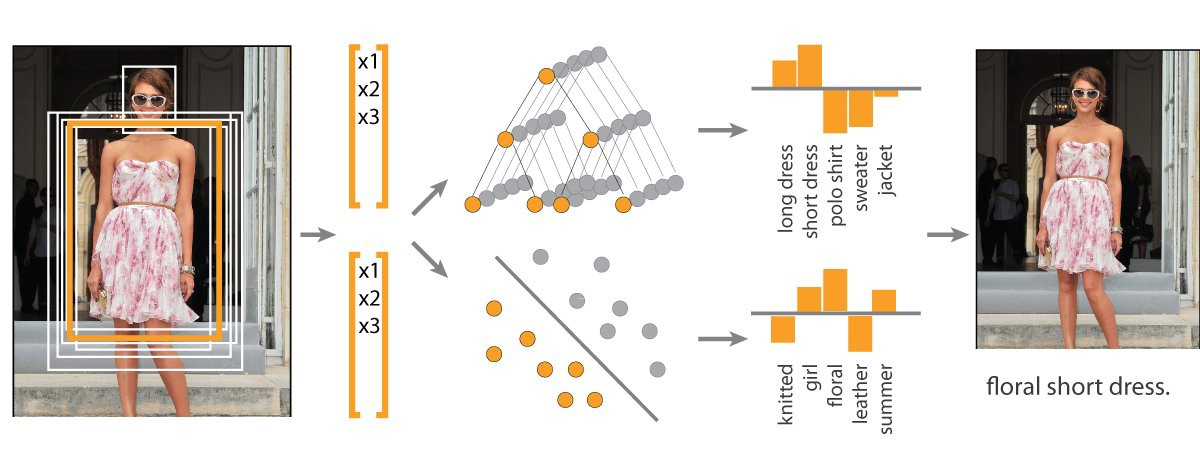 x1
x2
x3
x1
x2
x3
long dress
short dress
polo shirt
sweater
jacket
knitted
girl
floral
leather
summer
floral short dress.